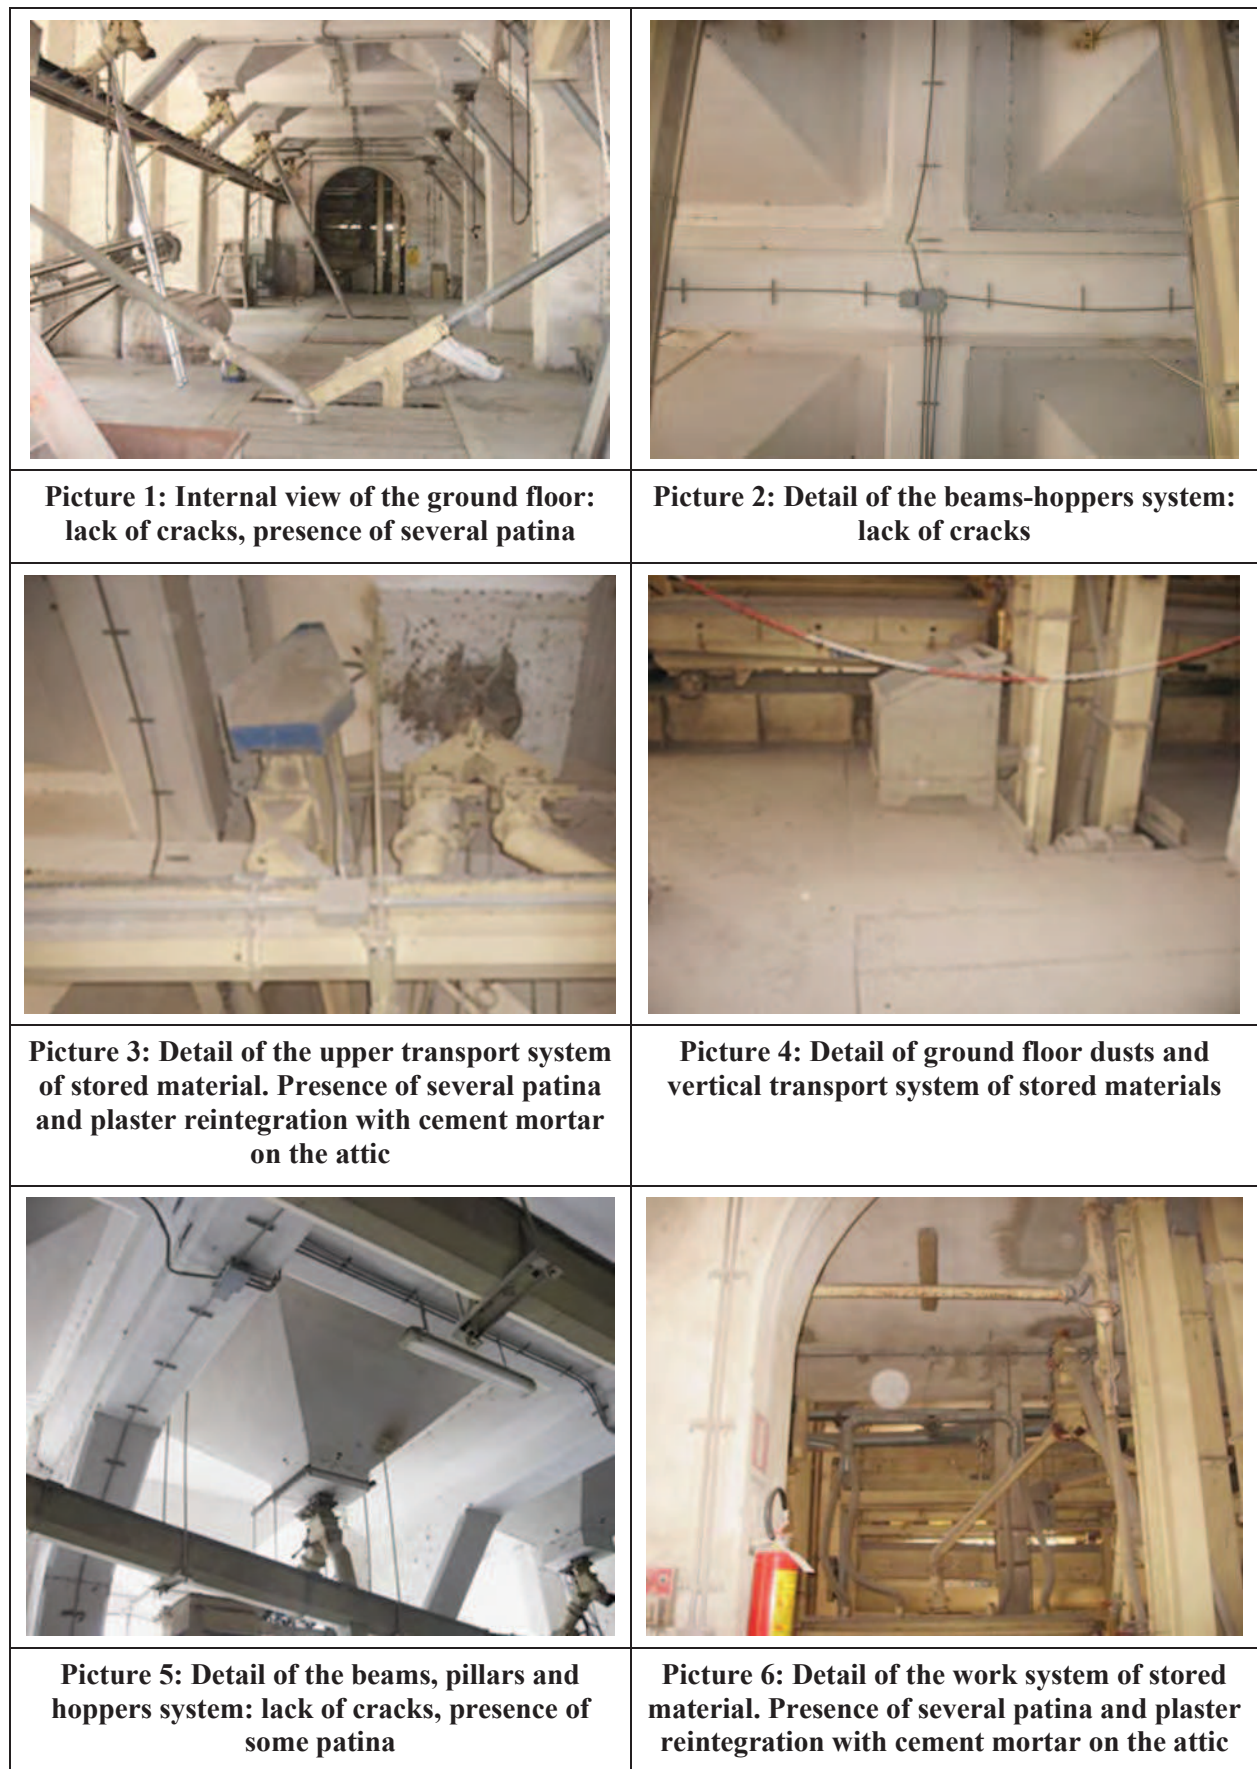 Picture 1: Internal view of the ground floor:
lack of cracks, presence of several patina
Picture 2: Detail of the beams-hoppers system:
lack of cracks
Picture 3: Detail of the upper transport system
of stored material. Presence of several patina
and plaster reintegration with cement mortar
on the attic
Picture 4: Detail of ground floor dusts and
vertical transport system of stored materials
Picture 5: Detail of the beams, pillars and
hoppers system: lack of cracks, presence of
some patina
Picture 6: Detail of the work system of stored
material. Presence of several patina and plaster
reintegration with cement mortar on the attic